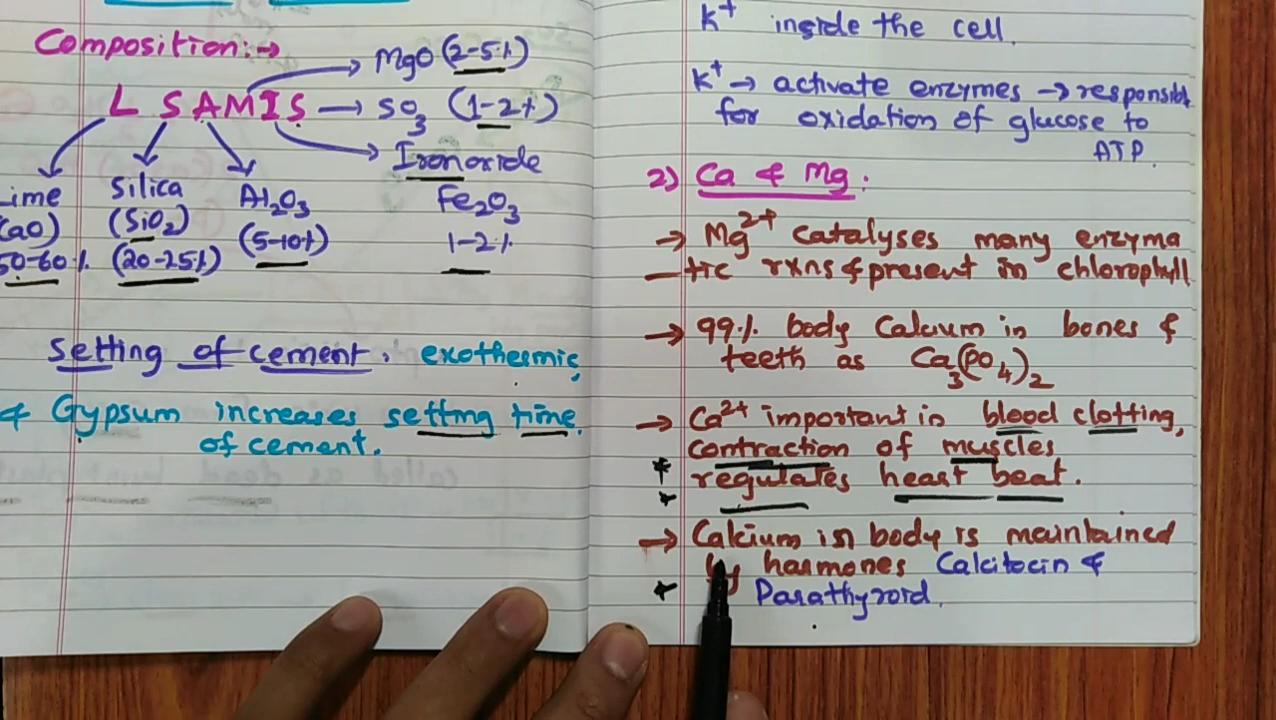 Composition:→
MgO (2-5%)
L SAMIS → SO3 (1-2%)
Iron oxide
Fe2O3
1-2%
ime Silica Al2O3
(SiO2) (5-10%)
50-60% (20-25%)
Setting of cement. exothermic,
& Gypsum increases setting time
of cement.
K+ inside the cell.
K+ → activate enzymes → responsibl
for oxidation of glucose to
ATP.
2) Ca & Mg:
→ Mg2+ catalyses many enzyma
-tic rxns & present in chlorophyll
→ 99% body Calcium in bones &
teeth as Ca3(PO4)2
→ Ca2+ important in blood clotting,
contraction of muscles
* regulates heart beat.
→ Calcium in body is maintained
by hormones Calcitocin &
* Parathyroid.